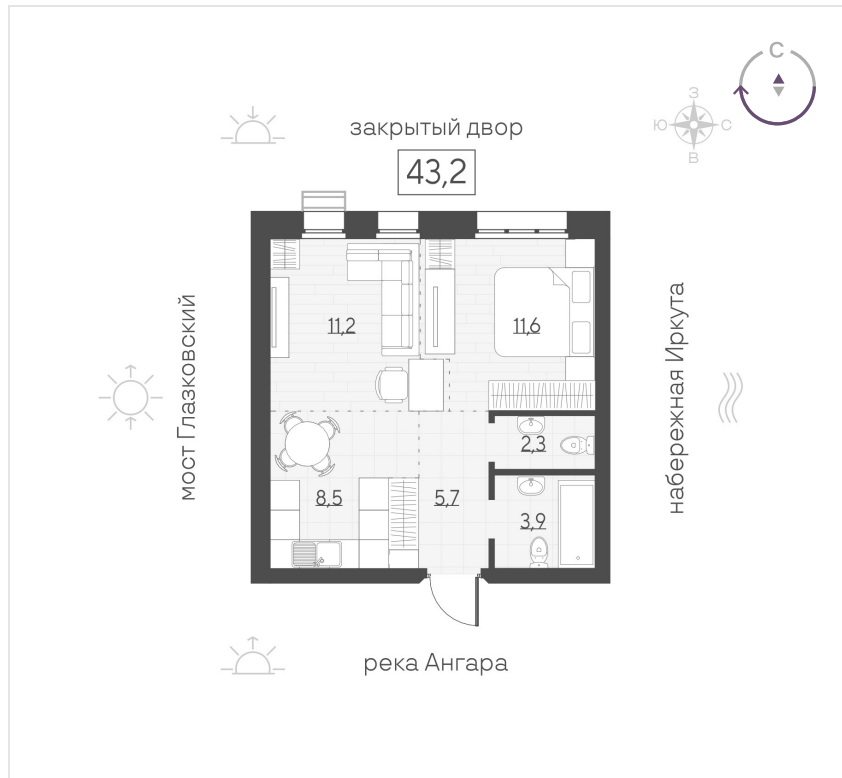 С
З
Ю
С
В
закрытый двор
43,2
мост Глазковский
набережная Иркута
11,2
11,6
2,3
8,5
5,7
3,9
река Ангара